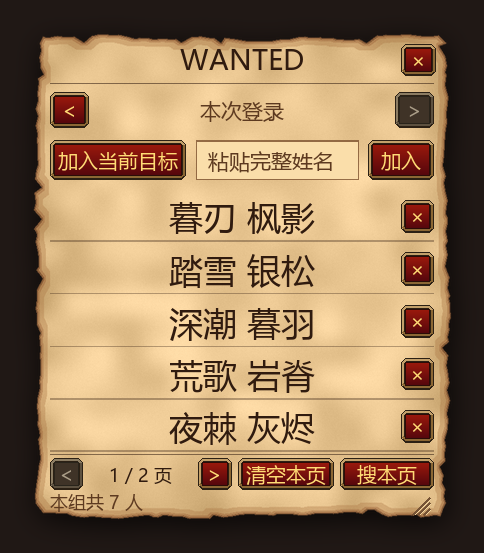 WANTED ×
< 本次登录 >
加入当前目标 粘贴完整姓名 加入
暮刃 枫影 ×
踏雪 银松 ×
深潮 暮羽 ×
荒歌 岩脊 ×
夜棘 灰烬 ×
< 1 / 2 页 > 清空本页 搜本页
本组共 7 人